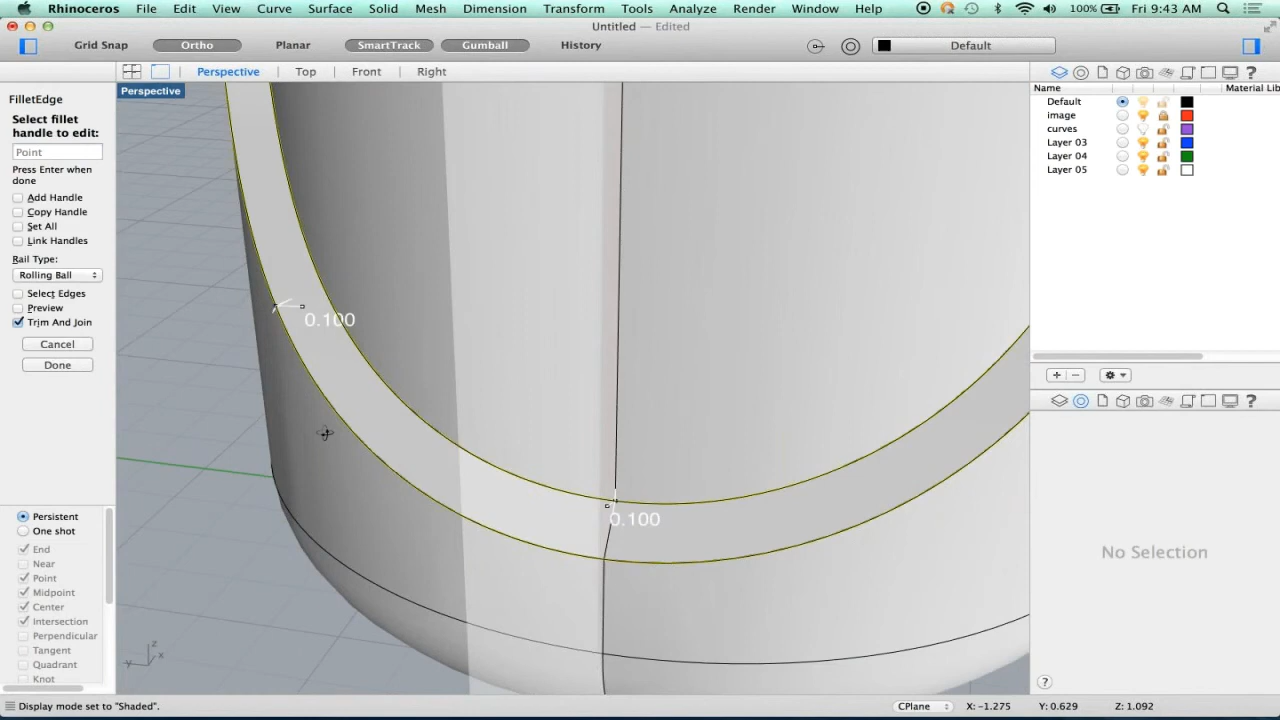 Rhinoceros File Edit View Curve Surface Solid Mesh Dimension Transform Tools Analyze Render Window Help 100% Fri 9:43 AM
Untitled — Edited
Grid Snap Ortho Planar SmartTrack Gumball History Default
Perspective Top Front Right
Perspective
FilletEdge
Select fillet
handle to edit:
Point
Press Enter when
done
Add Handle
Copy Handle
Set All
Link Handles
Rail Type:
Rolling Ball
Select Edges
Preview
Trim And Join
Cancel
Done
Persistent
One shot
End
Near
Point
Midpoint
Center
Intersection
Perpendicular
Tangent
Quadrant
Knot
0.100
0.100
z
x
y
Name Material Lib
Default
image
curves
Layer 03
Layer 04
Layer 05
No Selection
Display mode set to "Shaded". CPlane X: -1.275 Y: 0.629 Z: 1.092